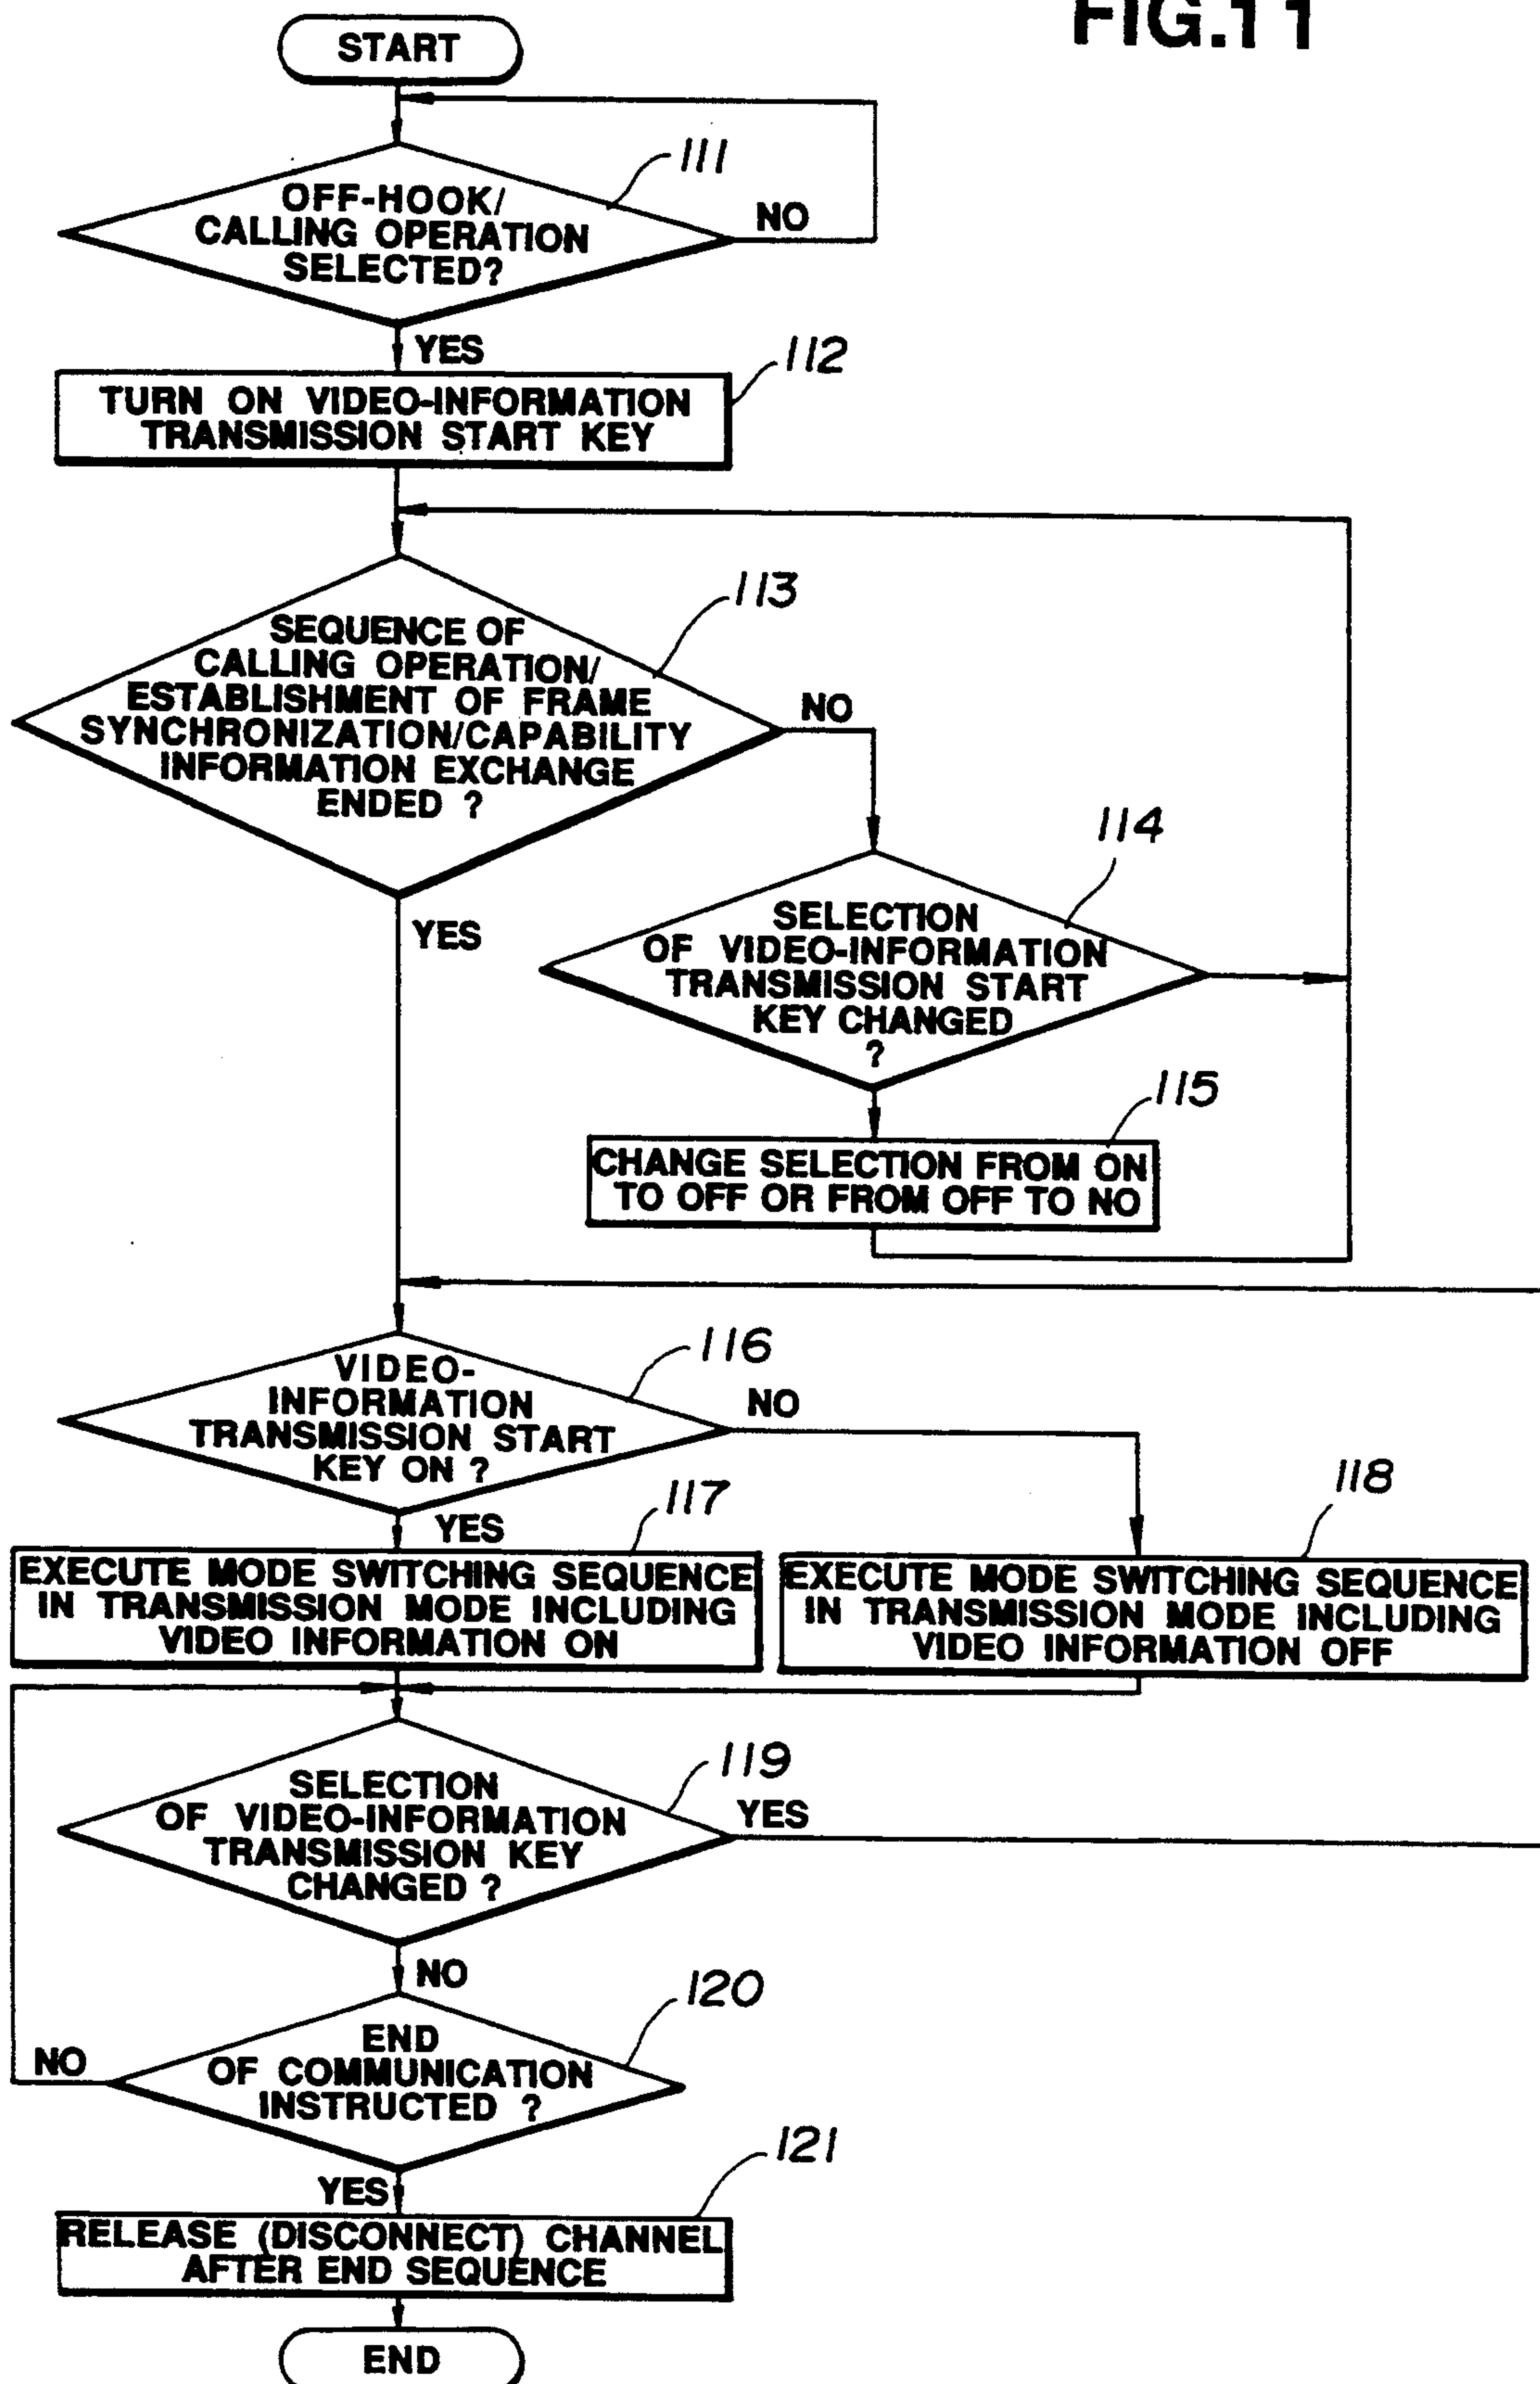 FIG.11
START
111
OFF-HOOK/
CALLING OPERATION
SELECTED?
NO
YES
112
TURN ON VIDEO-INFORMATION
TRANSMISSION START KEY
113
SEQUENCE OF
CALLING OPERATION/
ESTABLISHMENT OF FRAME
SYNCHRONIZATION/CAPABILITY
INFORMATION EXCHANGE
ENDED ?
NO
YES
114
SELECTION
OF VIDEO-INFORMATION
TRANSMISSION START
KEY CHANGED
?
115
CHANGE SELECTION FROM ON
TO OFF OR FROM OFF TO NO
116
VIDEO-
INFORMATION
TRANSMISSION START
KEY ON ?
NO
YES
117
EXECUTE MODE SWITCHING SEQUENCE
IN TRANSMISSION MODE INCLUDING
VIDEO INFORMATION ON
118
EXECUTE MODE SWITCHING SEQUENCE
IN TRANSMISSION MODE INCLUDING
VIDEO INFORMATION OFF
119
SELECTION
OF VIDEO-INFORMATION
TRANSMISSION KEY
CHANGED ?
YES
NO
120
END
OF COMMUNICATION
INSTRUCTED ?
NO
YES
121
RELEASE (DISCONNECT) CHANNEL
AFTER END SEQUENCE
END